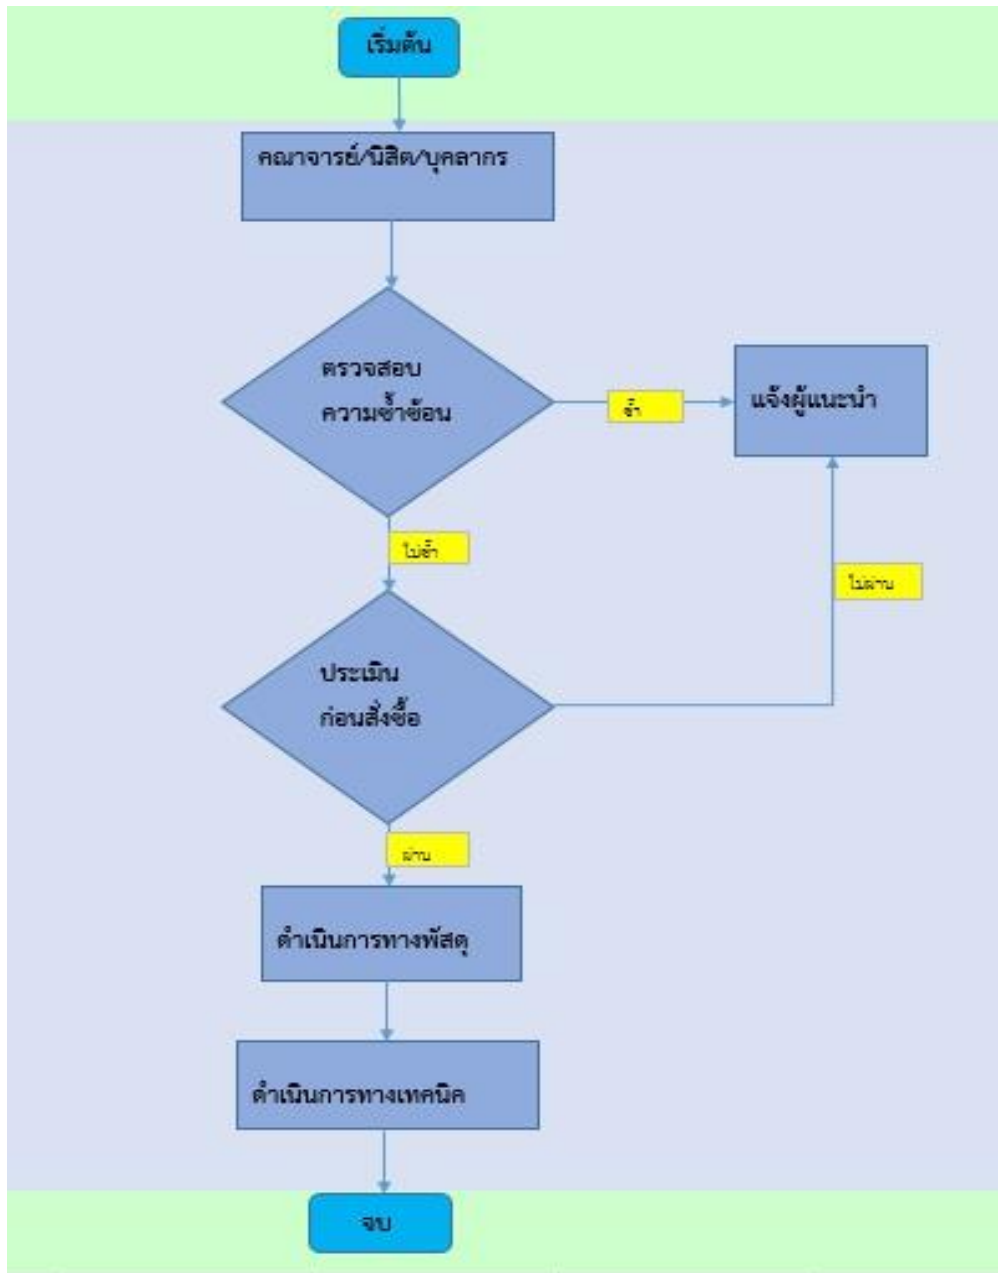 เริ่มต้น
คณาจารย์/นิสิต/บุคลากร
ตรวจสอบ
ความซ้ำซ้อน
ซ้ำ
แจ้งผู้แนะนำ
ไม่ซ้ำ
ไม่ผ่าน
ประเมิน
ก่อนสั่งซื้อ
ผ่าน
ดำเนินการทางพัสดุ
ดำเนินการทางเทคนิค
จบ